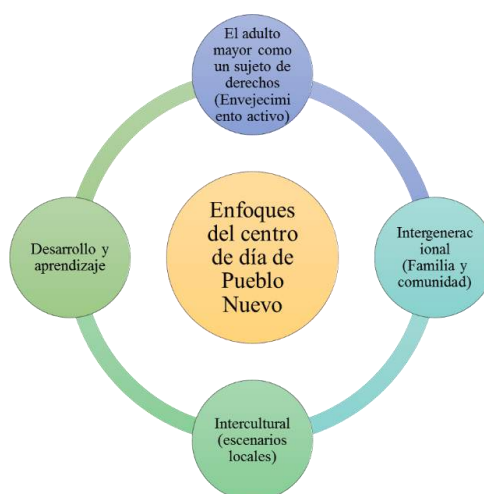 El adulto
mayor como
un sujeto de
derechos
(Envejecimi
ento activo)
Enfoques
del centro
de día de
Pueblo
Nuevo
Intergenerac
ional
(Familia y
comunidad)
Desarrollo y
aprendizaje
Intercultural
(escenarios
locales)